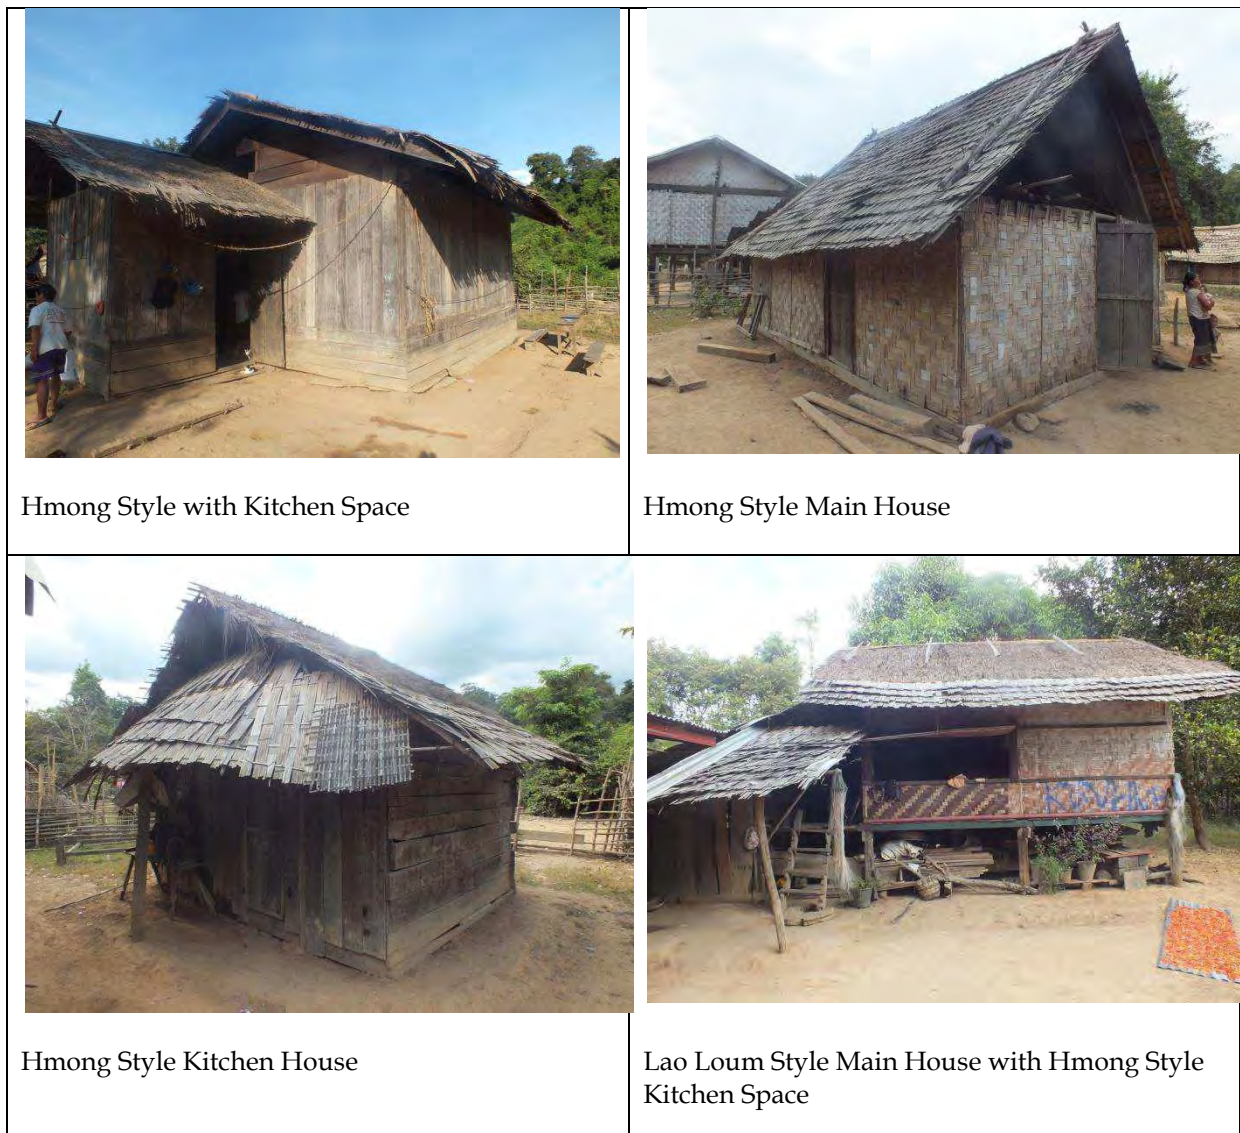 Hmong Style with Kitchen Space
Hmong Style Main House
Hmong Style Kitchen House
Lao Loum Style Main House with Hmong Style
Kitchen Space